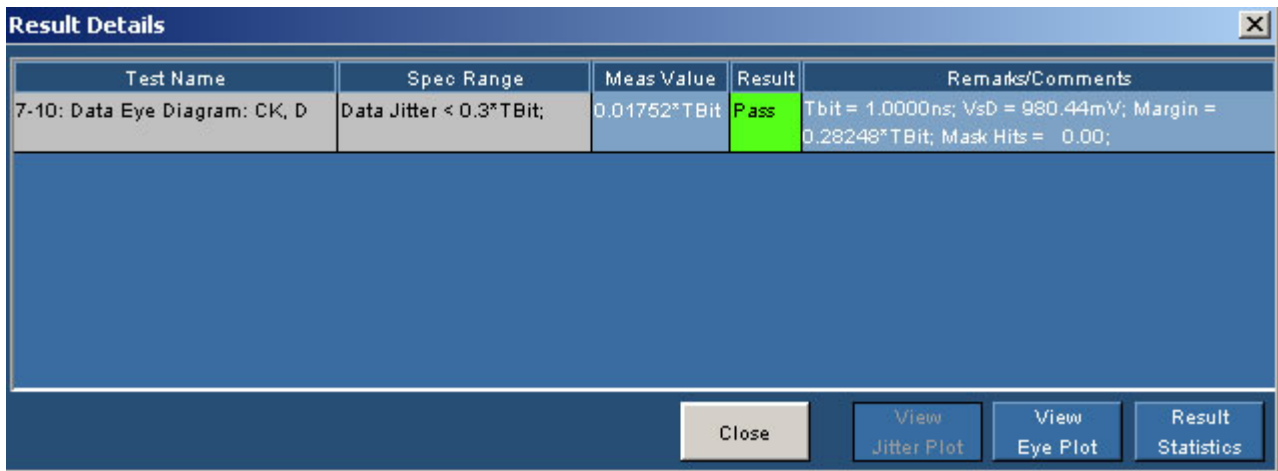 Result Details
Test Name Spec Range Meas Value Result Remarks/Comments
7-10: Data Eye Diagram: CK, D Data Jitter < 0.3*TBit; 0.01752*TBit Pass Tbit = 1.0000ns; VsD = 980.44mV; Margin =
0.28248*TBit; Mask Hits = 0.00;
Close
View
Jitter Plot
View
Eye Plot
Result
Statistics